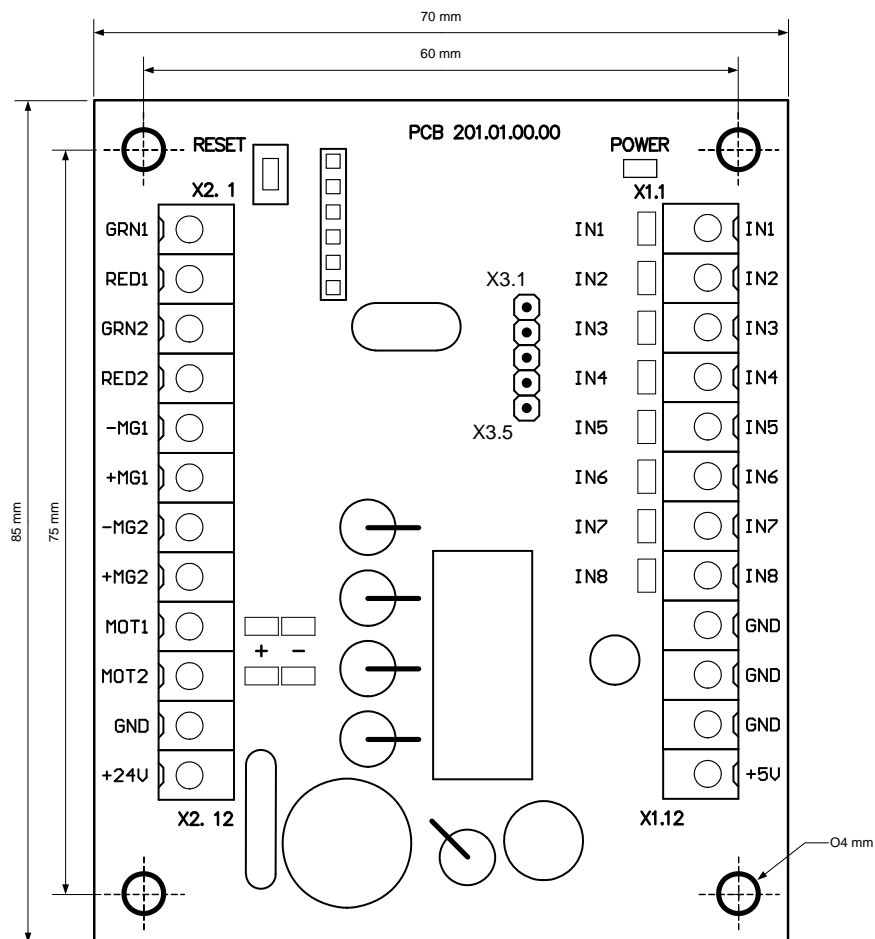 70 mm
60 mm
PCB 201.01.00.00
RESET
POWER
X2. 1
X1.1
GRN1
IN1
IN1
RED1
IN2
IN2
X3.1
GRN2
IN3
IN3
RED2
IN4
IN4
-MG1
IN5
IN5
X3.5
+MG1
IN6
IN6
-MG2
IN7
IN7
+MG2
IN8
IN8
85 mm
75 mm
MOT1
GND
+ -
MOT2
GND
GND
GND
+24V
+5V
X2. 12
X1.12
O4 mm